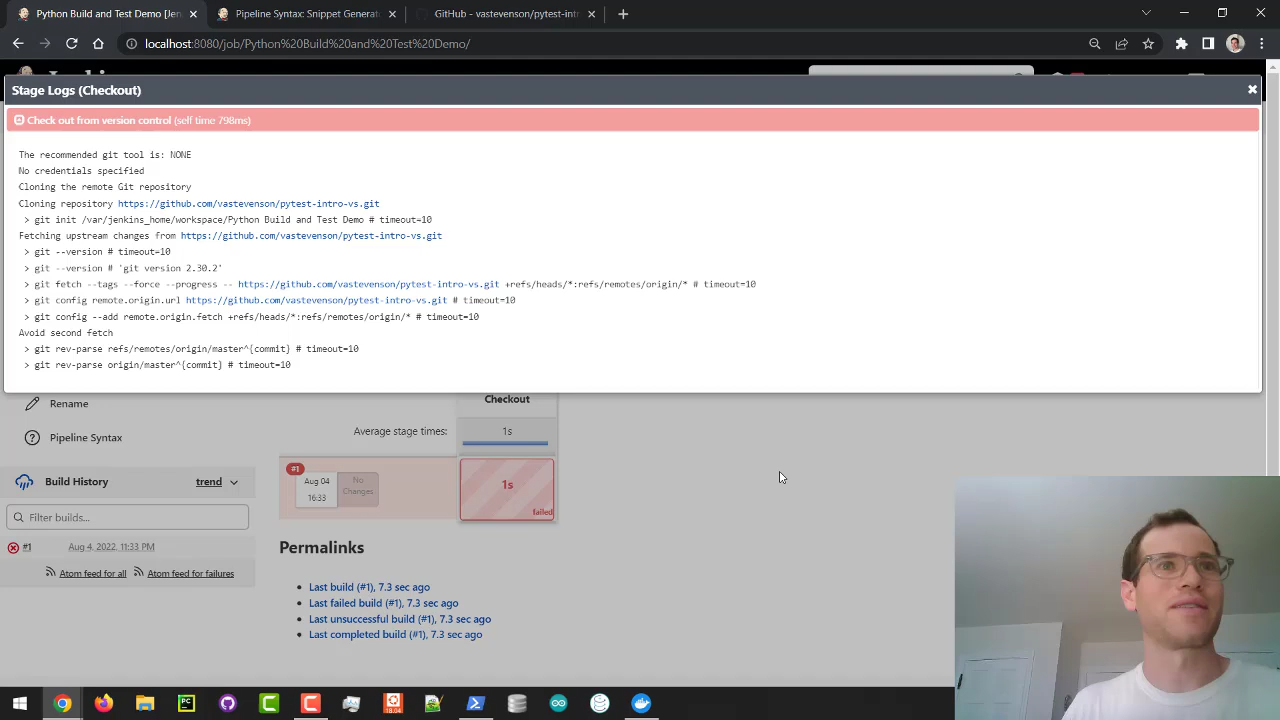 Python Build and Test Demo [Jen
Pipeline Syntax: Snippet Generat
GitHub - vastevenson/pytest-intr
localhost:8080/job/Python%20Build%20and%20Test%20Demo/
Stage Logs (Checkout)
Check out from version control (self time 798ms)
The recommended git tool is: NONE
No credentials specified
Cloning the remote Git repository
Cloning repository https://github.com/vastevenson/pytest-intro-vs.git
> git init /var/jenkins_home/workspace/Python Build and Test Demo # timeout=10
Fetching upstream changes from https://github.com/vastevenson/pytest-intro-vs.git
> git --version # timeout=10
> git --version # 'git version 2.30.2'
> git fetch --tags --force --progress -- https://github.com/vastevenson/pytest-intro-vs.git +refs/heads/*:refs/remotes/origin/* # timeout=10
> git config remote.origin.url https://github.com/vastevenson/pytest-intro-vs.git # timeout=10
> git config --add remote.origin.fetch +refs/heads/*:refs/remotes/origin/* # timeout=10
Avoid second fetch
> git rev-parse refs/remotes/origin/master^{commit} # timeout=10
> git rev-parse origin/master^{commit} # timeout=10
Rename
Pipeline Syntax
Build History
trend
Filter builds...
#1 Aug 4, 2022, 11:33 PM
Atom feed for all Atom feed for failures
Checkout
Average stage times:
1s
#1
Aug 04
16:33
No
Changes
1s
failed
Permalinks
Last build (#1), 7.3 sec ago
Last failed build (#1), 7.3 sec ago
Last unsuccessful build (#1), 7.3 sec ago
Last completed build (#1), 7.3 sec ago
PC
18.04